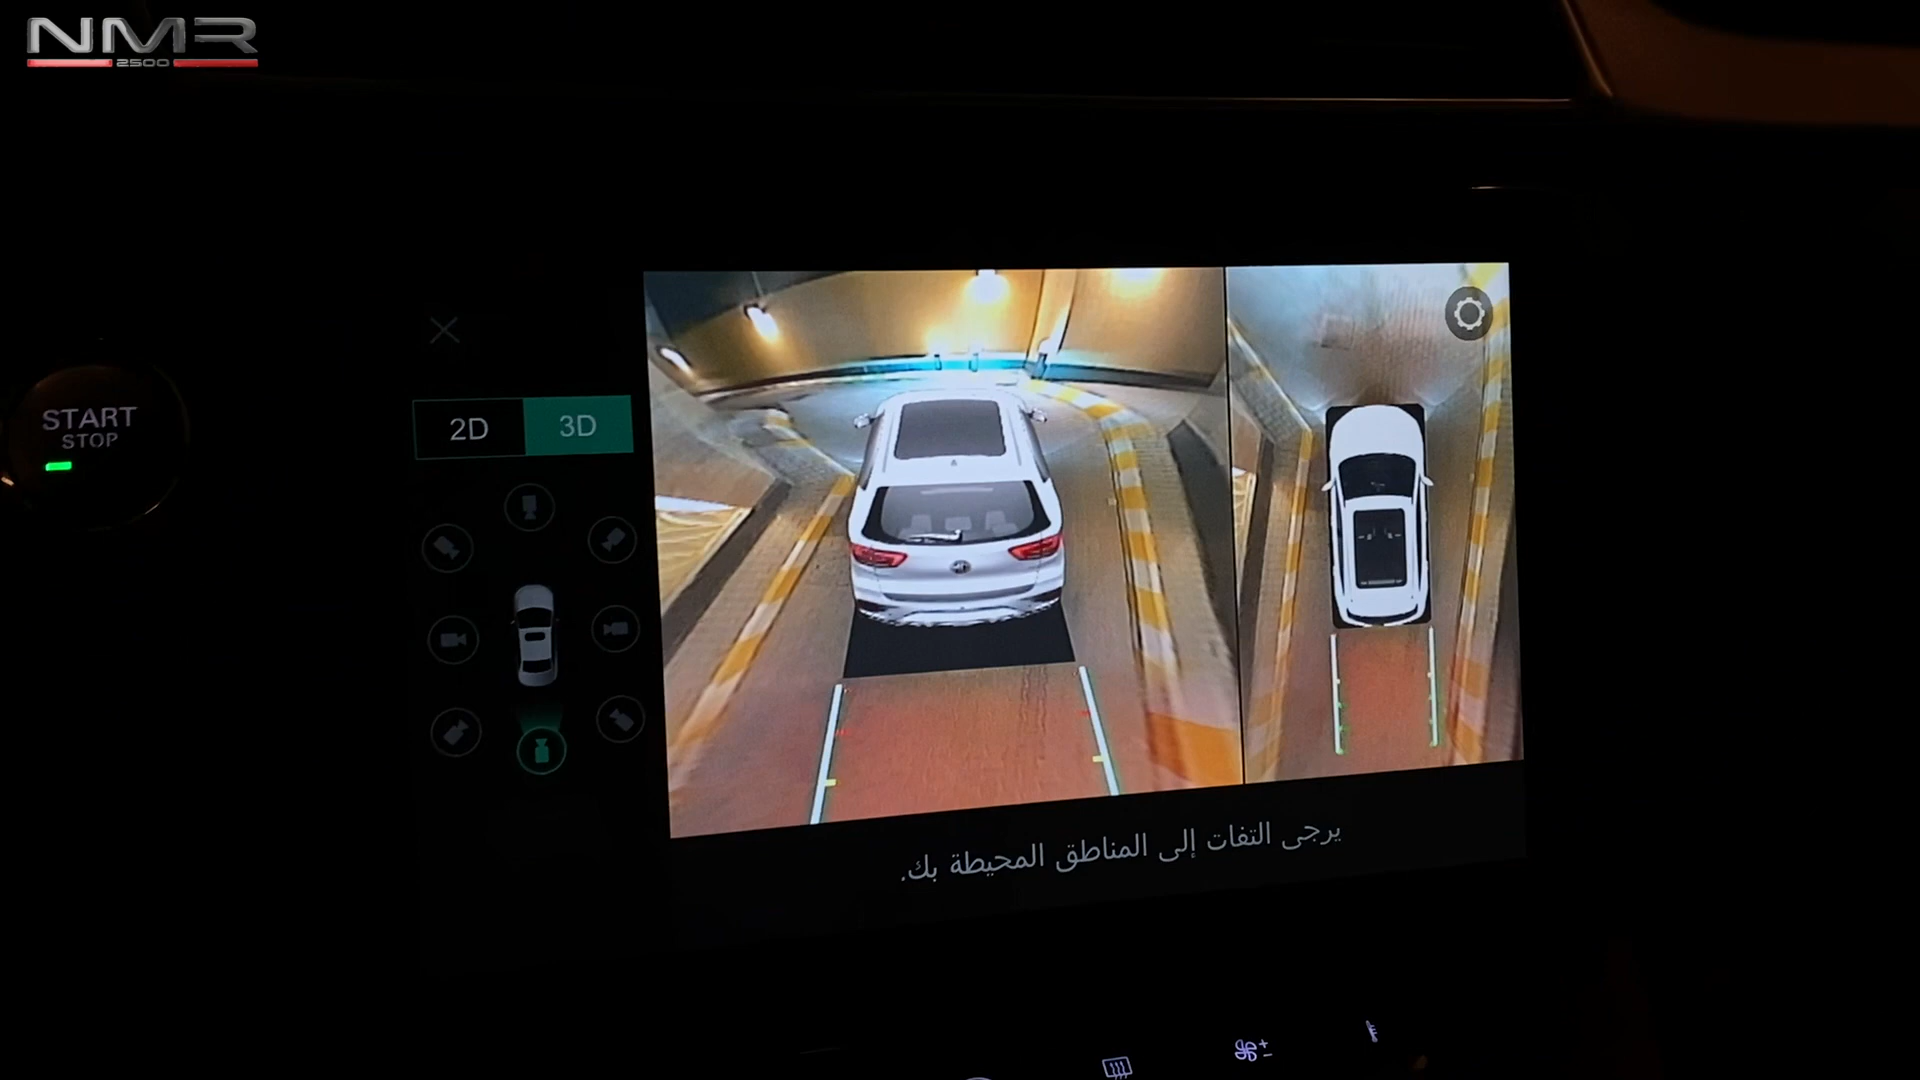 NMR
2500
START
STOP
2D
3D
يرجى التفات إلى المناطق المحيطة بك.